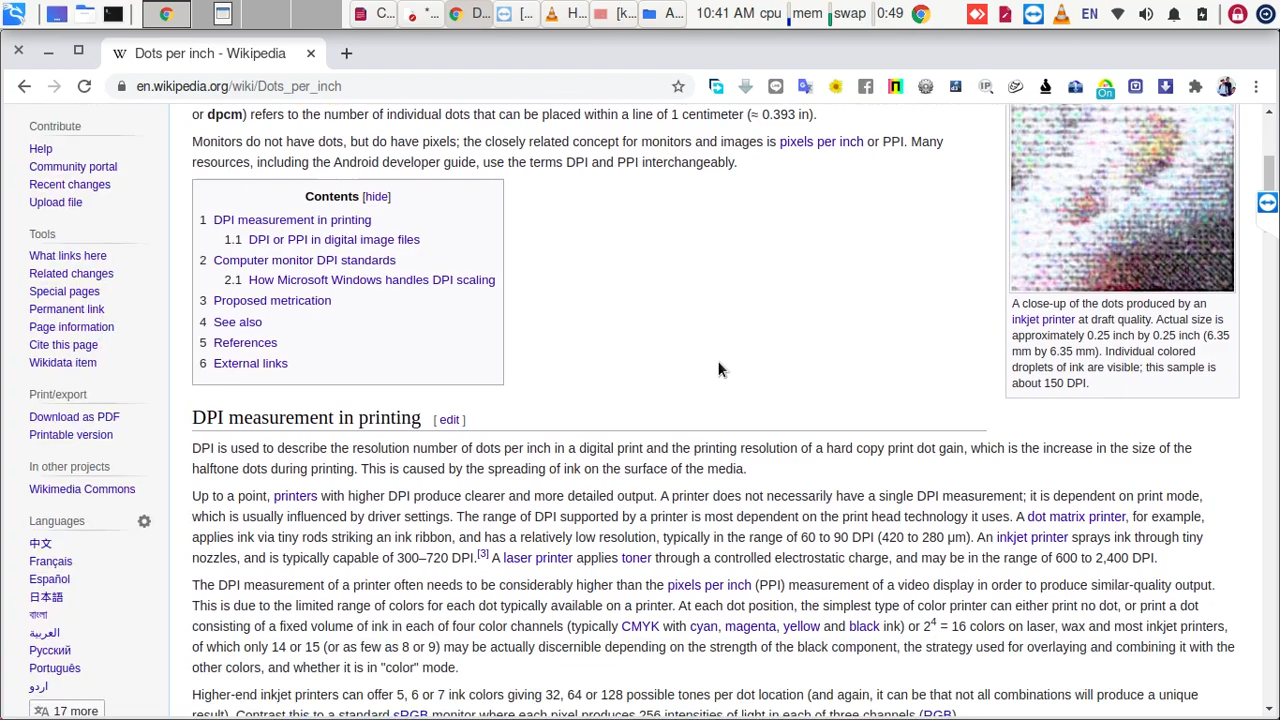 C...
*...
D...
[...
H...
[k...
A...
10:41 AM cpu mem swap 0:49
EN
Dots per inch - Wikipedia
en.wikipedia.org/wiki/Dots_per_inch
IP
On
Contribute
Help
Community portal
Recent changes
Upload file
Tools
What links here
Related changes
Special pages
Permanent link
Page information
Cite this page
Wikidata item
Print/export
Download as PDF
Printable version
In other projects
Wikimedia Commons
Languages
中文
Français
Español
日本語
বাংলা
العربية
Русский
Português
اردو
17 more
or dpcm) refers to the number of individual dots that can be placed within a line of 1 centimeter (≈ 0.393 in).
Monitors do not have dots, but do have pixels; the closely related concept for monitors and images is pixels per inch or PPI. Many
resources, including the Android developer guide, use the terms DPI and PPI interchangeably.
Contents [hide]
1 DPI measurement in printing
1.1 DPI or PPI in digital image files
2 Computer monitor DPI standards
2.1 How Microsoft Windows handles DPI scaling
3 Proposed metrication
4 See also
5 References
6 External links
A close-up of the dots produced by an
inkjet printer at draft quality. Actual size is
approximately 0.25 inch by 0.25 inch (6.35
mm by 6.35 mm). Individual colored
droplets of ink are visible; this sample is
about 150 DPI.
DPI measurement in printing [ edit ]
DPI is used to describe the resolution number of dots per inch in a digital print and the printing resolution of a hard copy print dot gain, which is the increase in the size of the
halftone dots during printing. This is caused by the spreading of ink on the surface of the media.
Up to a point, printers with higher DPI produce clearer and more detailed output. A printer does not necessarily have a single DPI measurement; it is dependent on print mode,
which is usually influenced by driver settings. The range of DPI supported by a printer is most dependent on the print head technology it uses. A dot matrix printer, for example,
applies ink via tiny rods striking an ink ribbon, and has a relatively low resolution, typically in the range of 60 to 90 DPI (420 to 280 μm). An inkjet printer sprays ink through tiny
nozzles, and is typically capable of 300–720 DPI.[3] A laser printer applies toner through a controlled electrostatic charge, and may be in the range of 600 to 2,400 DPI.
The DPI measurement of a printer often needs to be considerably higher than the pixels per inch (PPI) measurement of a video display in order to produce similar-quality output.
This is due to the limited range of colors for each dot typically available on a printer. At each dot position, the simplest type of color printer can either print no dot, or print a dot
consisting of a fixed volume of ink in each of four color channels (typically CMYK with cyan, magenta, yellow and black ink) or 2⁴ = 16 colors on laser, wax and most inkjet printers,
of which only 14 or 15 (or as few as 8 or 9) may be actually discernible depending on the strength of the black component, the strategy used for overlaying and combining it with the
other colors, and whether it is in "color" mode.
Higher-end inkjet printers can offer 5, 6 or 7 ink colors giving 32, 64 or 128 possible tones per dot location (and again, it can be that not all combinations will produce a unique
result). Contrast this to a standard sRGB monitor where each pixel produces 256 intensities of light in each of three channels (RGB).